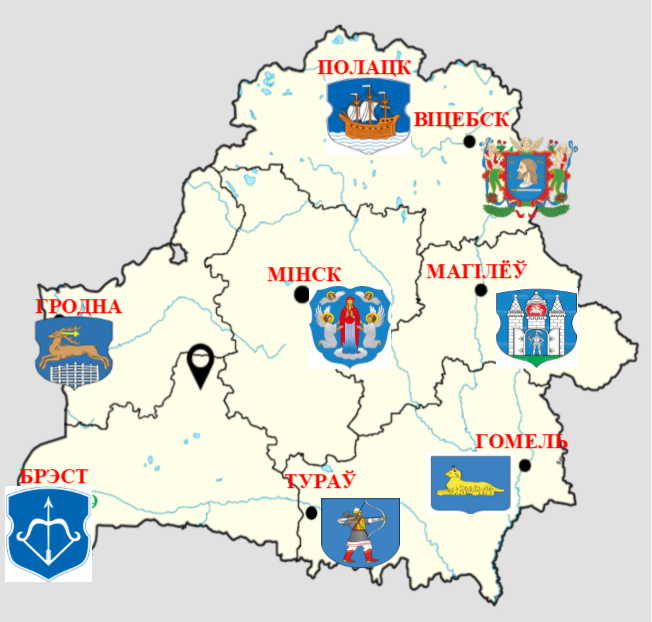 ПОЛАЦК
ВІЦЕБСК
МІНСК
МАГІЛЁЎ
ГРОДНА
ГОМЕЛЬ
БРЭСТ
ТУРАЎ